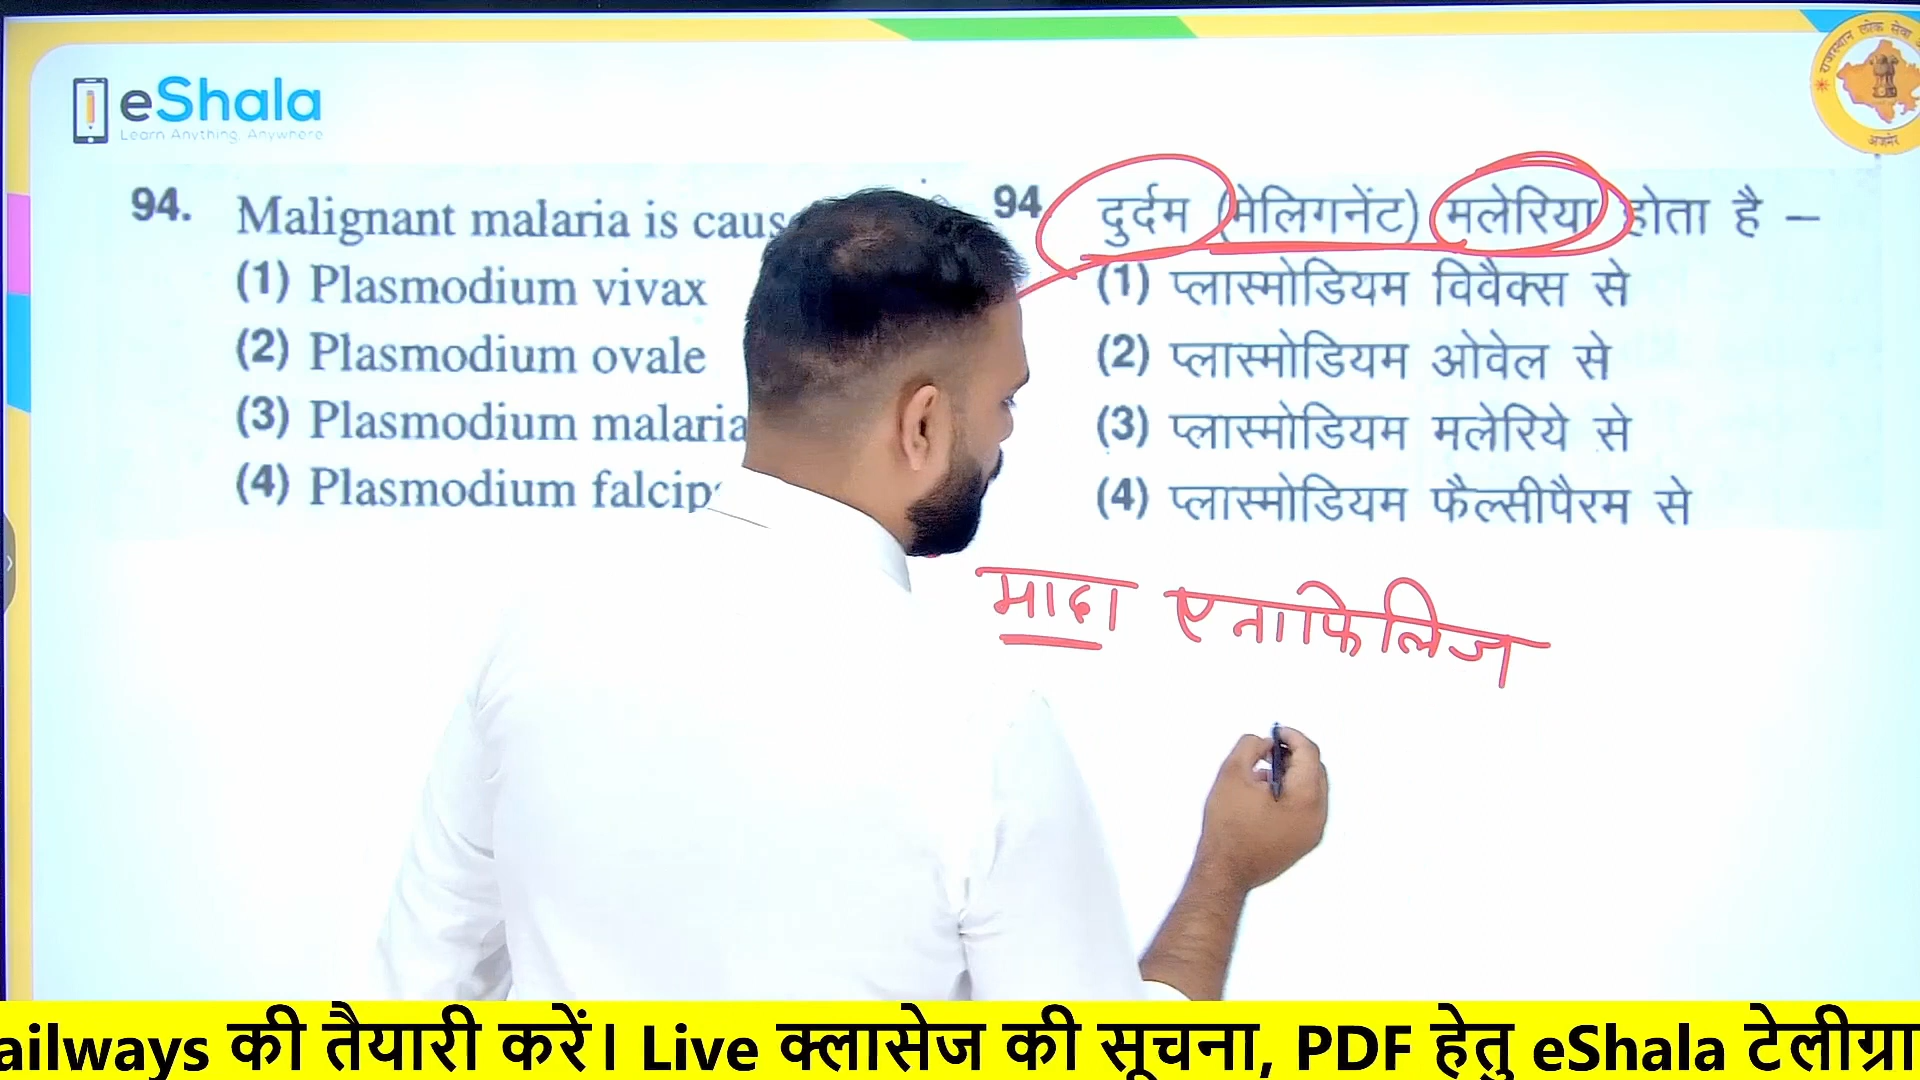 eShala
Learn Anything, Anywhere
राजस्थान लोक सेवा
अजमेर
94. Malignant malaria is caus
(1) Plasmodium vivax
(2) Plasmodium ovale
(3) Plasmodium malaria
(4) Plasmodium falcip
94 दुर्दम (मेलिगनेंट) मलेरिया होता है –
(1) प्लास्मोडियम विवैक्स से
(2) प्लास्मोडियम ओवेल से
(3) प्लास्मोडियम मलेरिये से
(4) प्लास्मोडियम फैल्सीपैरम से
मादा एनाफिलिज
ailways की तैयारी करें। Live क्लासेज की सूचना, PDF हेतु eShala टेलीग्रा